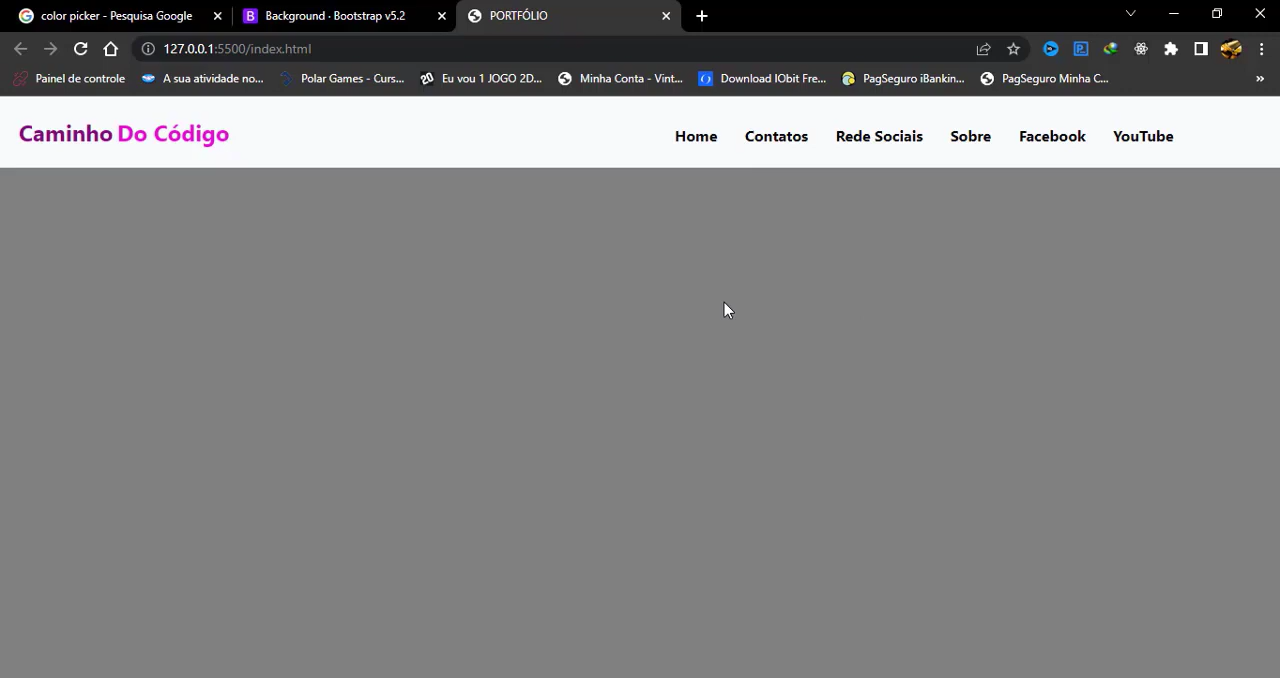 color picker - Pesquisa Google
Background · Bootstrap v5.2
PORTFÓLIO
127.0.0.1:5500/index.html
Painel de controle
A sua atividade no...
Polar Games - Curs...
Eu vou 1 JOGO 2D...
Minha Conta - Vint...
Download IObit Fre...
PagSeguro iBankin...
PagSeguro Minha C...
Caminho Do Código
Home
Contatos
Rede Sociais
Sobre
Facebook
YouTube